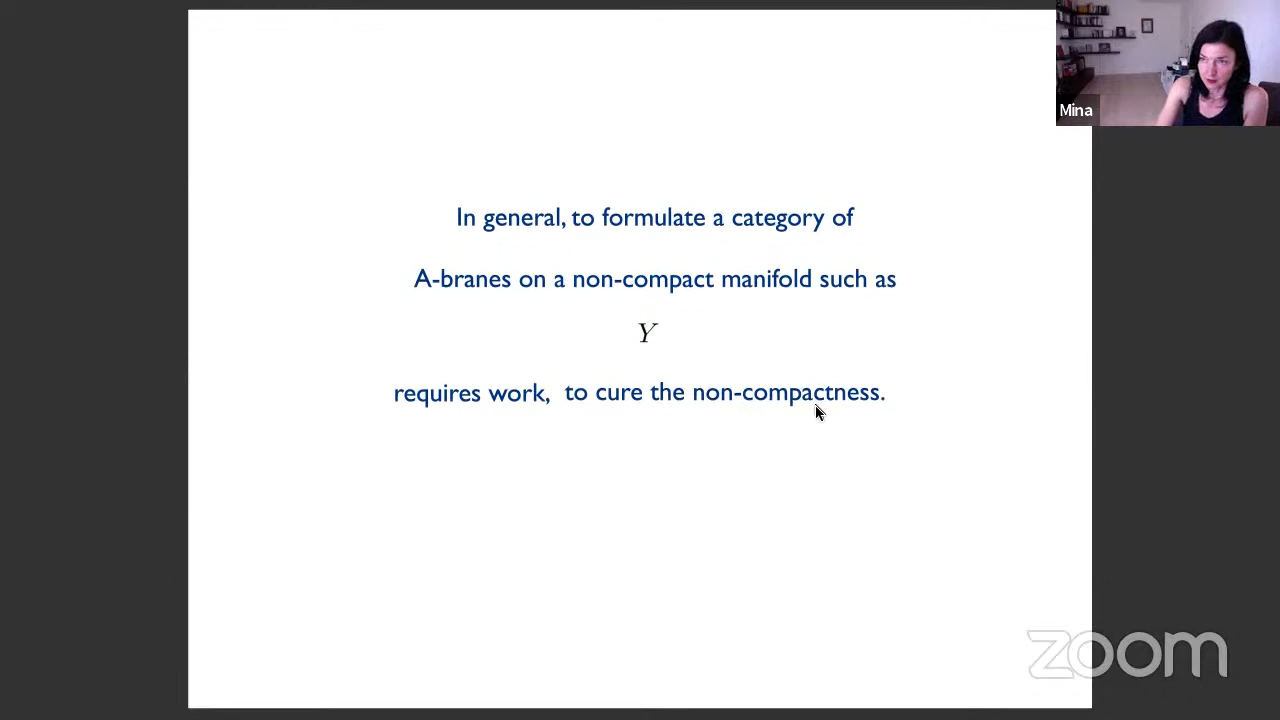 Mina
In general, to formulate a category of
A-branes on a non-compact manifold such as
Y
requires work, to cure the non-compactness.
zoom